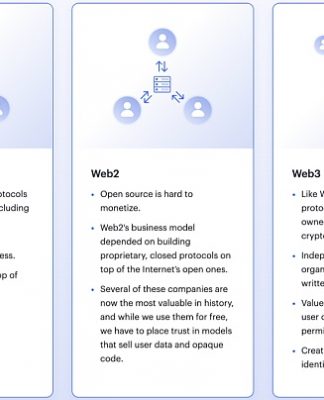 otocols
cluding
ess.
op of
Web2
• Open source is hard to
monetize.
• Web2's business model
depended on building
proprietary, closed protocols on
top of the Internet's open ones.
• Several of these companies are
now the most valuable in history,
and while we use them for free,
we have to place trust in models
that sell user data and opaque
code.
Web3
• Like W
proto
owne
crypt
• Indep
organ
writte
• Value
user o
permi
• Creat
identi